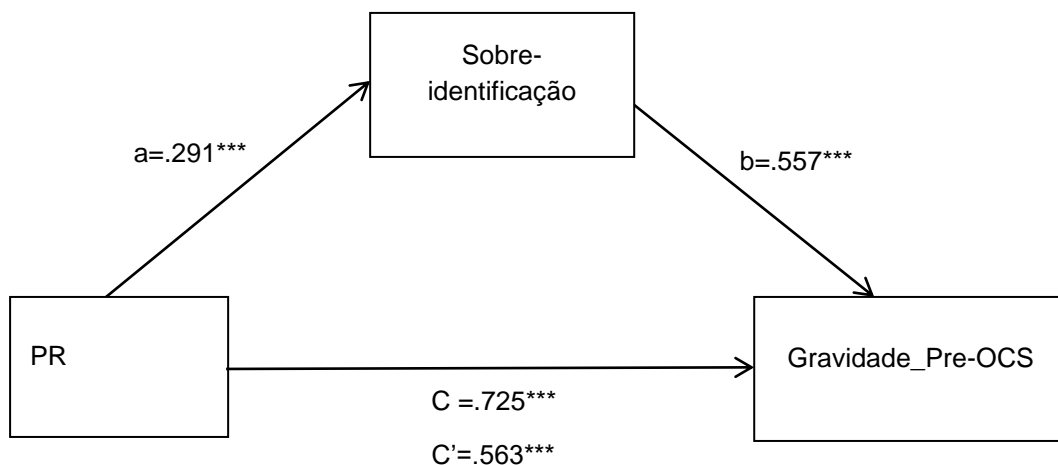 Sobre-
identificação
a=.291***
b=.557***
PR
Gravidade_Pre-OCS
C =.725***
C’=.563***